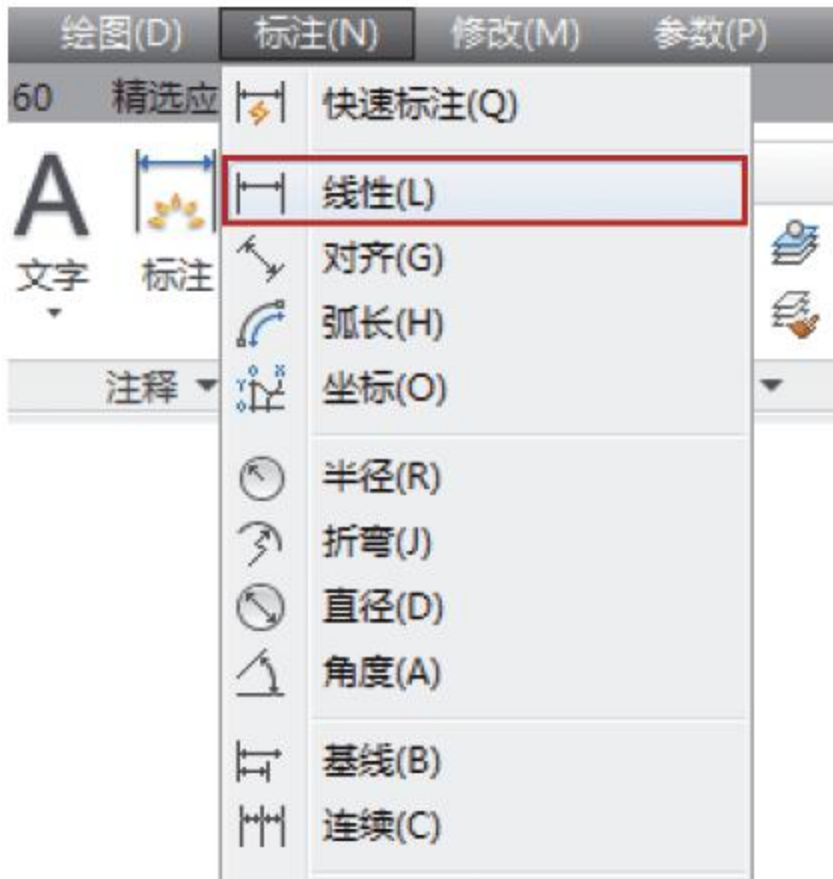 绘图(D) 标注(N) 修改(M) 参数(P)
60 精选应
快速标注(Q)
线性(L)
对齐(G)
弧长(H)
坐标(O)
半径(R)
折弯(J)
直径(D)
角度(A)
基线(B)
连续(C)
文字 标注
注释